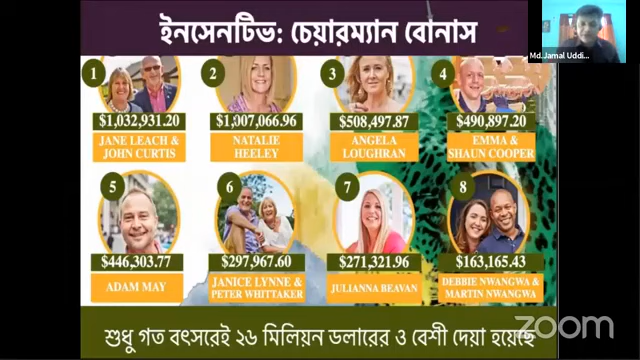 ইনসেনটিভ: চেয়ারম্যান বোনাস
Md.Jamal Uddi...
1
2
3
4
$1,032,931.20
$1,007,066.96
$508,497.87
$490,897.20
JANE LEACH &
JOHN CURTIS
NATALIE
HEELEY
ANGELA
LOUGHRAN
EMMA &
SHAUN COOPER
5
6
7
8
$446,303.77
$297,967.60
$271,321.96
$163,165.43
ADAM MAY
JANICE LYNNE &
PETER WHITTAKER
JULIANNA BEAVAN
DEBBIE NWANGWA &
MARTIN NWANGWA
শুধু গত বৎসরেই ২৬ মিলিয়ন ডলারের ও বেশী দেয়া হয়েছে
zoom